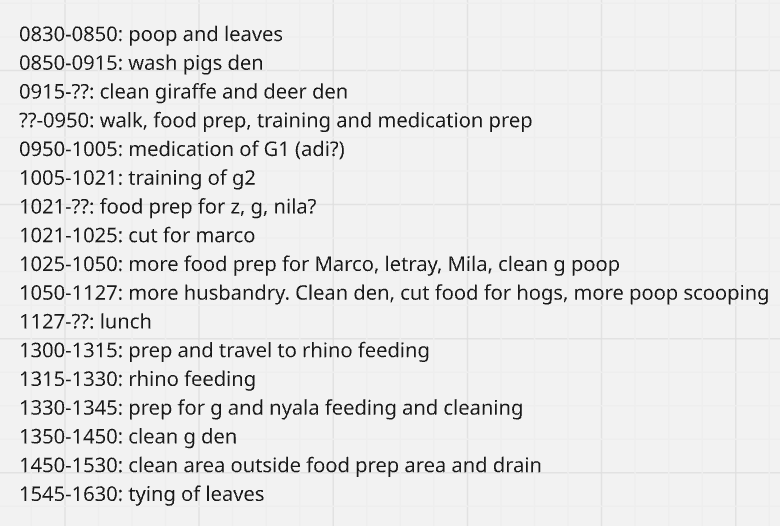 0830-0850: poop and leaves
0850-0915: wash pigs den
0915-??: clean giraffe and deer den
??-0950: walk, food prep, training and medication prep
0950-1005: medication of G1 (adi?)
1005-1021: training of g2
1021-??: food prep for z, g, nila?
1021-1025: cut for marco
1025-1050: more food prep for Marco, letray, Mila, clean g poop
1050-1127: more husbandry. Clean den, cut food for hogs, more poop scooping
1127-??: lunch
1300-1315: prep and travel to rhino feeding
1315-1330: rhino feeding
1330-1345: prep for g and nyala feeding and cleaning
1350-1450: clean g den
1450-1530: clean area outside food prep area and drain
1545-1630: tying of leaves